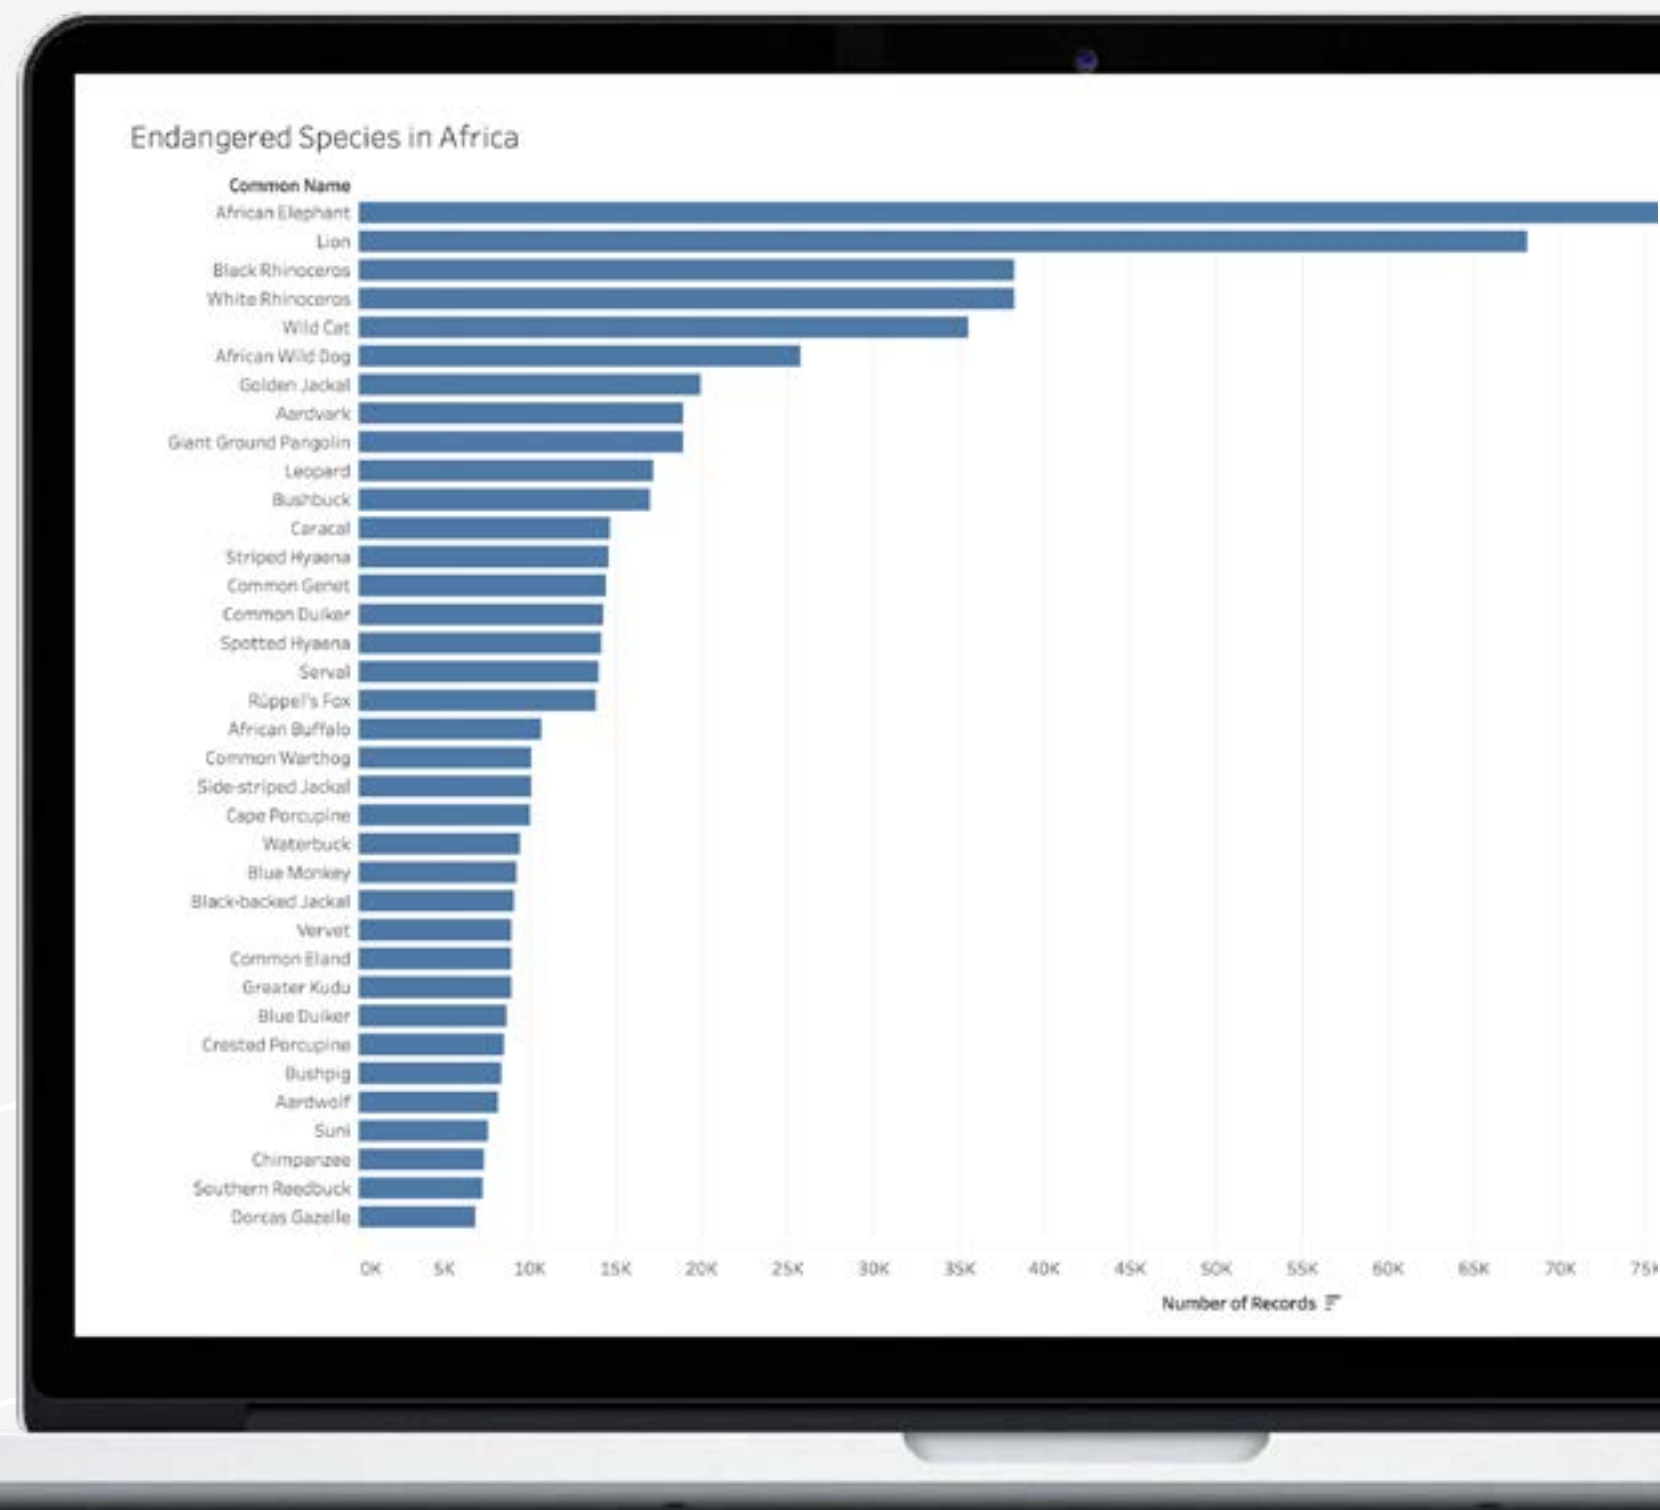 Endangered Species in Africa
Common Name
African Elephant
Lion
Black Rhinoceros
White Rhinoceros
Wild Cat
African Wild Dog
Golden Jackal
Aardvark
Giant Ground Pangolin
Leopard
Bushbuck
Caracal
Striped Hyaena
Common Genet
Common Duiker
Spotted Hyaena
Serval
Rüppel's Fox
African Buffalo
Common Warthog
Side-striped Jackal
Cape Porcupine
Waterbuck
Blue Monkey
Black-backed Jackal
Vervet
Common Eland
Greater Kudu
Blue Duiker
Crested Porcupine
Bushpig
Aardwolf
Suni
Chimpanzee
Southern Reedbuck
Dorcas Gazelle
0K 5K 10K 15K 20K 25K 30K 35K 40K 45K 50K 55K 60K 65K 70K 75K
Number of Records